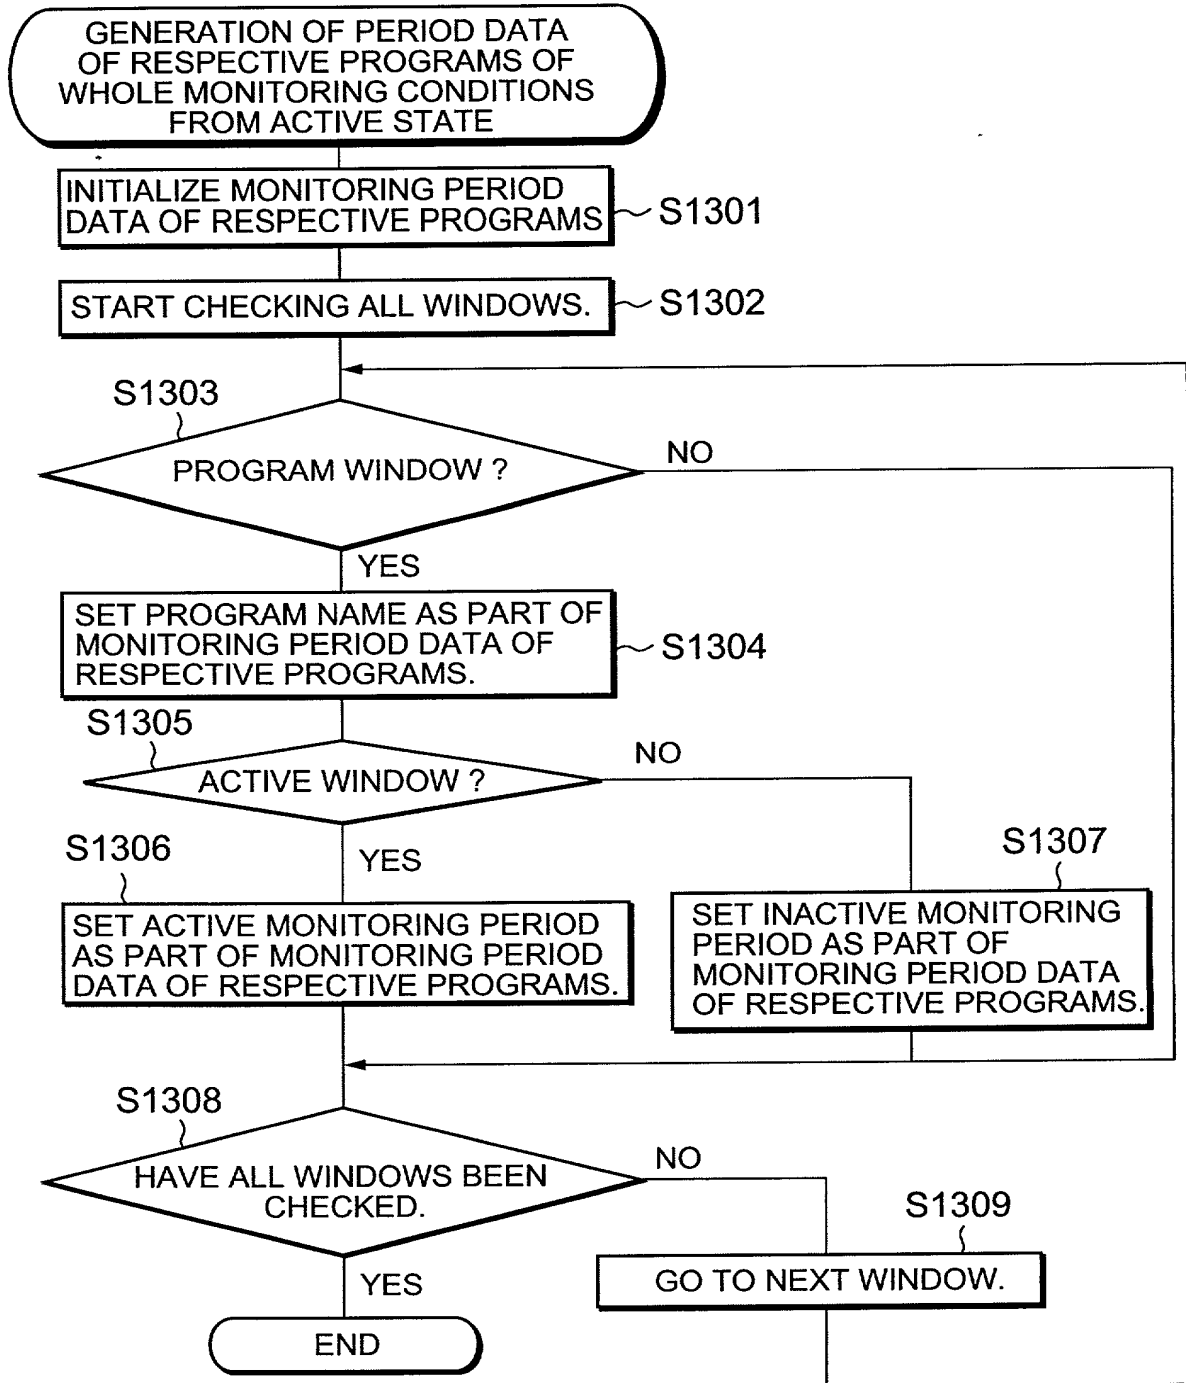 GENERATION OF PERIOD DATA
OF RESPECTIVE PROGRAMS OF
WHOLE MONITORING CONDITIONS
FROM ACTIVE STATE
INITIALIZE MONITORING PERIOD
DATA OF RESPECTIVE PROGRAMS
S1301
START CHECKING ALL WINDOWS.
S1302
S1303
PROGRAM WINDOW ?
NO
YES
SET PROGRAM NAME AS PART OF
MONITORING PERIOD DATA OF
RESPECTIVE PROGRAMS.
S1304
S1305
ACTIVE WINDOW ?
NO
YES
S1306
SET ACTIVE MONITORING PERIOD
AS PART OF MONITORING PERIOD
DATA OF RESPECTIVE PROGRAMS.
S1307
SET INACTIVE MONITORING
PERIOD AS PART OF
MONITORING PERIOD DATA
OF RESPECTIVE PROGRAMS.
S1308
HAVE ALL WINDOWS BEEN
CHECKED.
NO
YES
S1309
GO TO NEXT WINDOW.
END